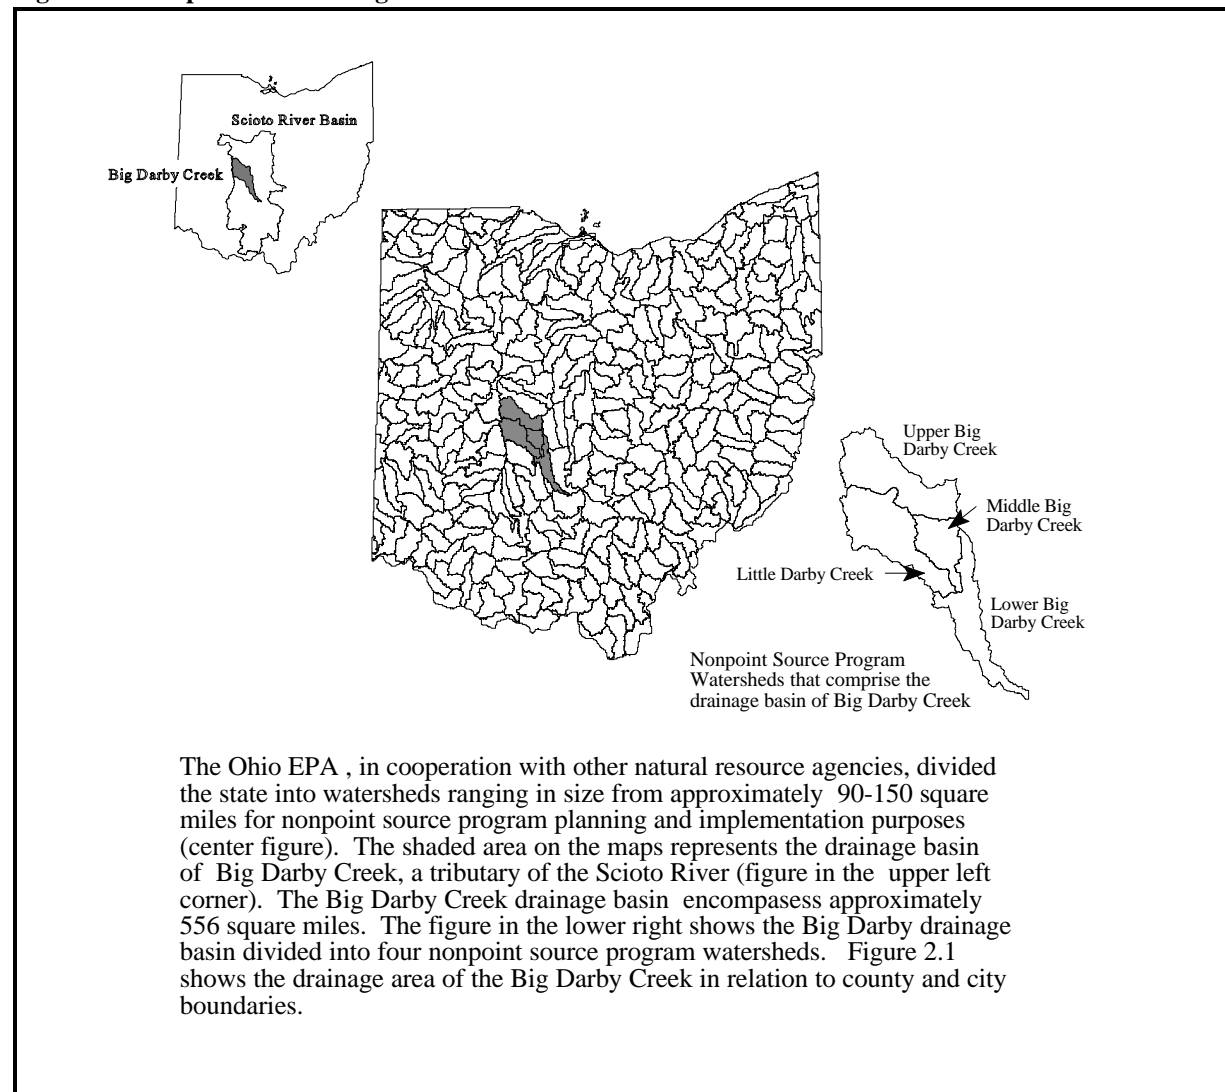 Scioto River Basin
Big Darby Creek
Upper Big
Darby Creek
Middle Big
Darby Creek
Little Darby Creek
Lower Big
Darby Creek
Nonpoint Source Program
Watersheds that comprise the
drainage basin of Big Darby Creek
The Ohio EPA , in cooperation with other natural resource agencies, divided
the state into watersheds ranging in size from approximately 90-150 square
miles for nonpoint source program planning and implementation purposes
(center figure). The shaded area on the maps represents the drainage basin
of Big Darby Creek, a tributary of the Scioto River (figure in the upper left
corner). The Big Darby Creek drainage basin encompasess approximately
556 square miles. The figure in the lower right shows the Big Darby drainage
basin divided into four nonpoint source program watersheds. Figure 2.1
shows the drainage area of the Big Darby Creek in relation to county and city
boundaries.